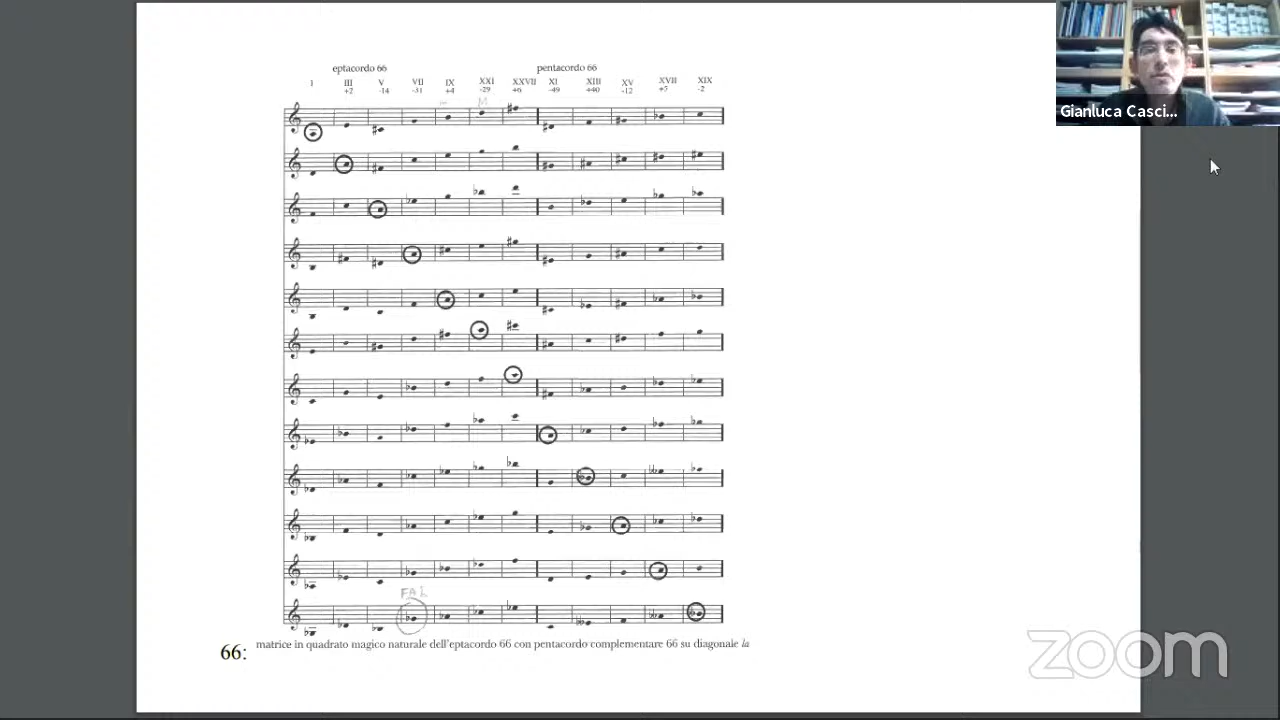 eptacordo 66 pentacordo 66
I III V VII IX XXI XXVII XI XIII XV XVII XIX
+2 -14 -31 +4 -29 +6 -49 +40 -12 +5 -2
Gianluca Casci...
FAL
66: matrice in quadrato magico naturale dell'eptacordo 66 con pentacordo complementare 66 su diagonale la
zoom